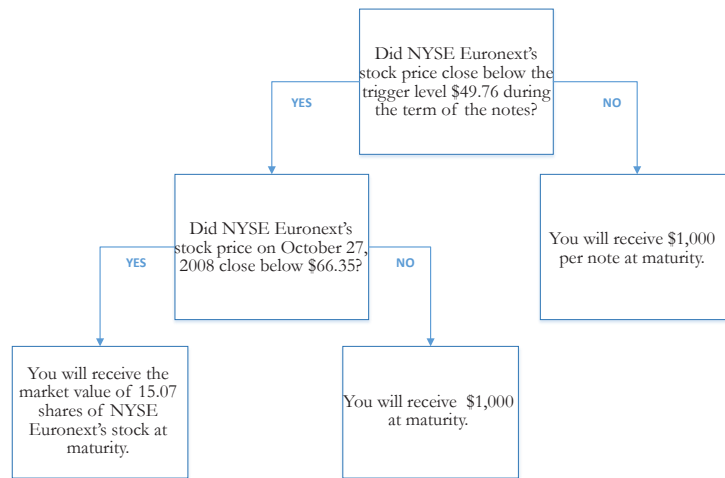 Did NYSE Euronext's
stock price close below the
trigger level $49.76 during
the term of the notes?
YES
NO
Did NYSE Euronext's
stock price on October 27,
2008 close below $66.35?
You will receive $1,000
per note at maturity.
YES
NO
You will receive the
market value of 15.07
shares of NYSE
Euronext's stock at
maturity.
You will receive $1,000
at maturity.